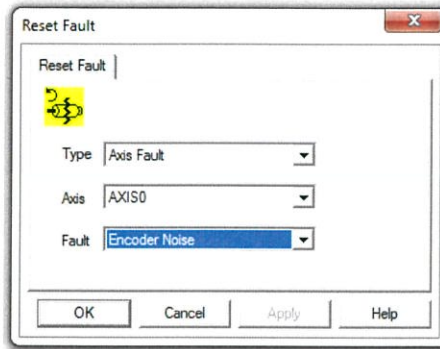 Reset Fault
Reset Fault
Type Axis Fault
Axis AXIS0
Fault Encoder Noise
OK Cancel Apply Help